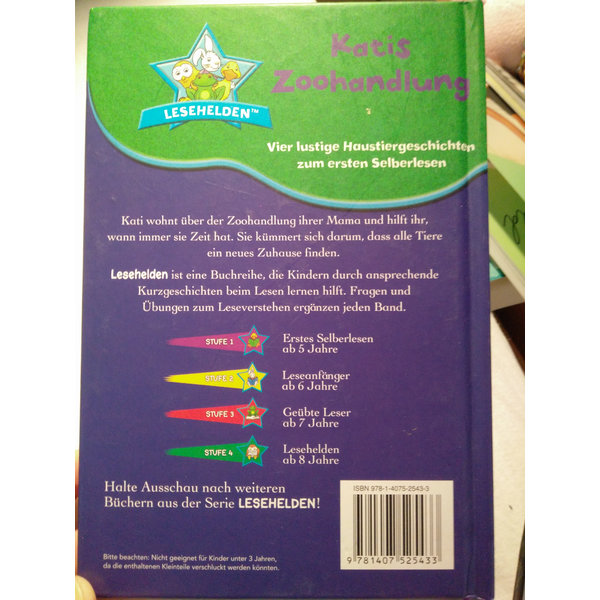 Katis
Zoohandlung
LESEHELDEN™
Vier lustige Haustiergeschichten
zum ersten Selberlesen
Kati wohnt über der Zoohandlung ihrer Mama und hilft ihr,
wann immer sie Zeit hat. Sie kümmert sich darum, dass alle Tiere
ein neues Zuhause finden.
Lesehelden ist eine Buchreihe, die Kindern durch ansprechende
Kurzgeschichten beim Lesen lernen hilft. Fragen und
Übungen zum Leseverstehen ergänzen jeden Band.
STUFE 1 Erstes Selberlesen
ab 5 Jahre
STUFE 2 Leseanfänger
ab 6 Jahre
STUFE 3 Geübte Leser
ab 7 Jahre
STUFE 4 Lesehelden
ab 8 Jahre
Halte Ausschau nach weiteren
Büchern aus der Serie LESEHELDEN!
ISBN 978-1-4075-2543-3
9 781407 525433
Bitte beachten: Nicht geeignet für Kinder unter 3 Jahren,
da die enthaltenen Kleinteile verschluckt werden könnten.